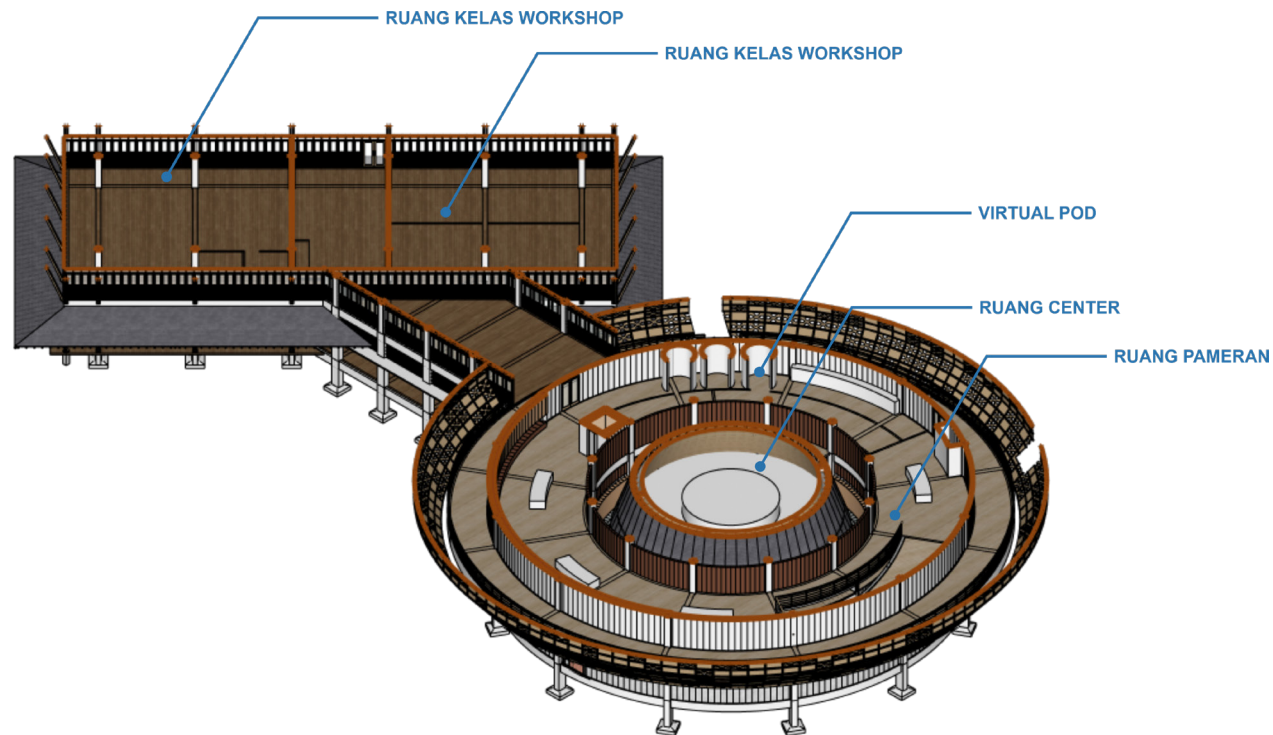 RUANG KELAS WORKSHOP
RUANG KELAS WORKSHOP
VIRTUAL POD
RUANG CENTER
RUANG PAMERAN